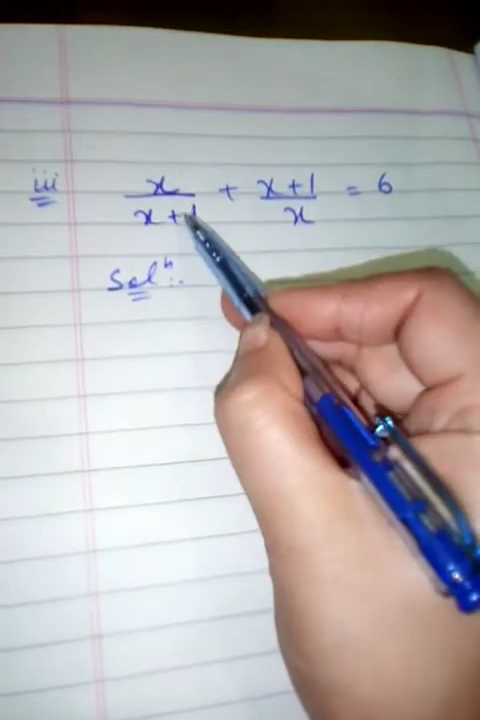 iii x/(x+1) + (x+1)/x = 6
Solⁿ:.